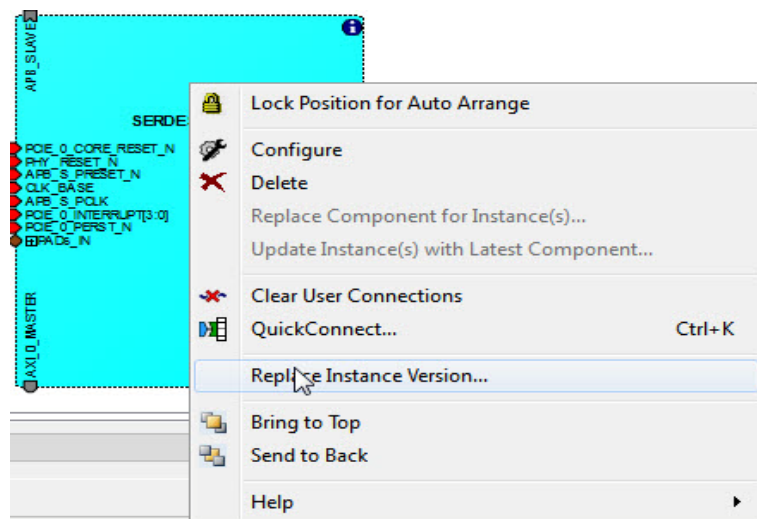 APB_SLAVE
SERDE
PCIE_0_CORE_RESET_N
PHY_RESET_N
APB_S_PRESET_N
CLK_BASE
APB_S_PCLK
PCIE_0_INTERRUPT[3:0]
PCIE_0_PERST_N
PADs_IN
AXI_0_MASTER
Lock Position for Auto Arrange
Configure
Delete
Replace Component for Instance(s)...
Update Instance(s) with Latest Component...
Clear User Connections
QuickConnect... Ctrl+K
Replace Instance Version...
Bring to Top
Send to Back
Help